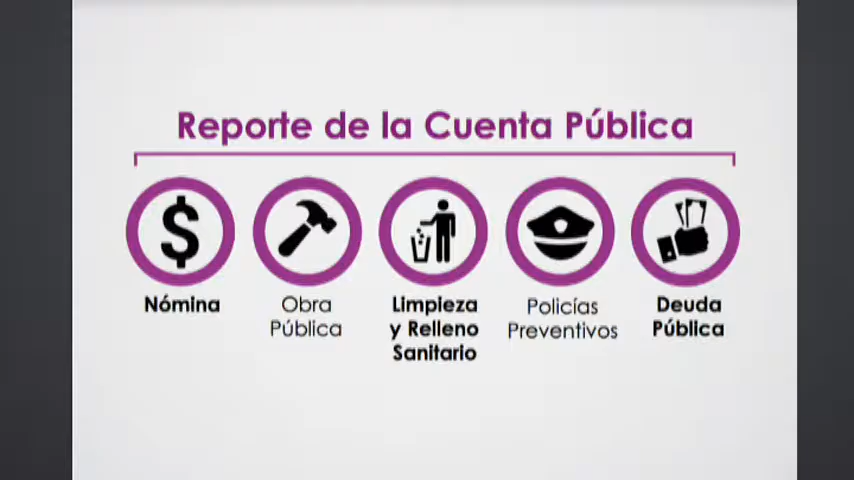 Reporte de la Cuenta Pública
Nómina
Obra
Pública
Limpieza
y Relleno
Sanitario
Policías
Preventivos
Deuda
Pública